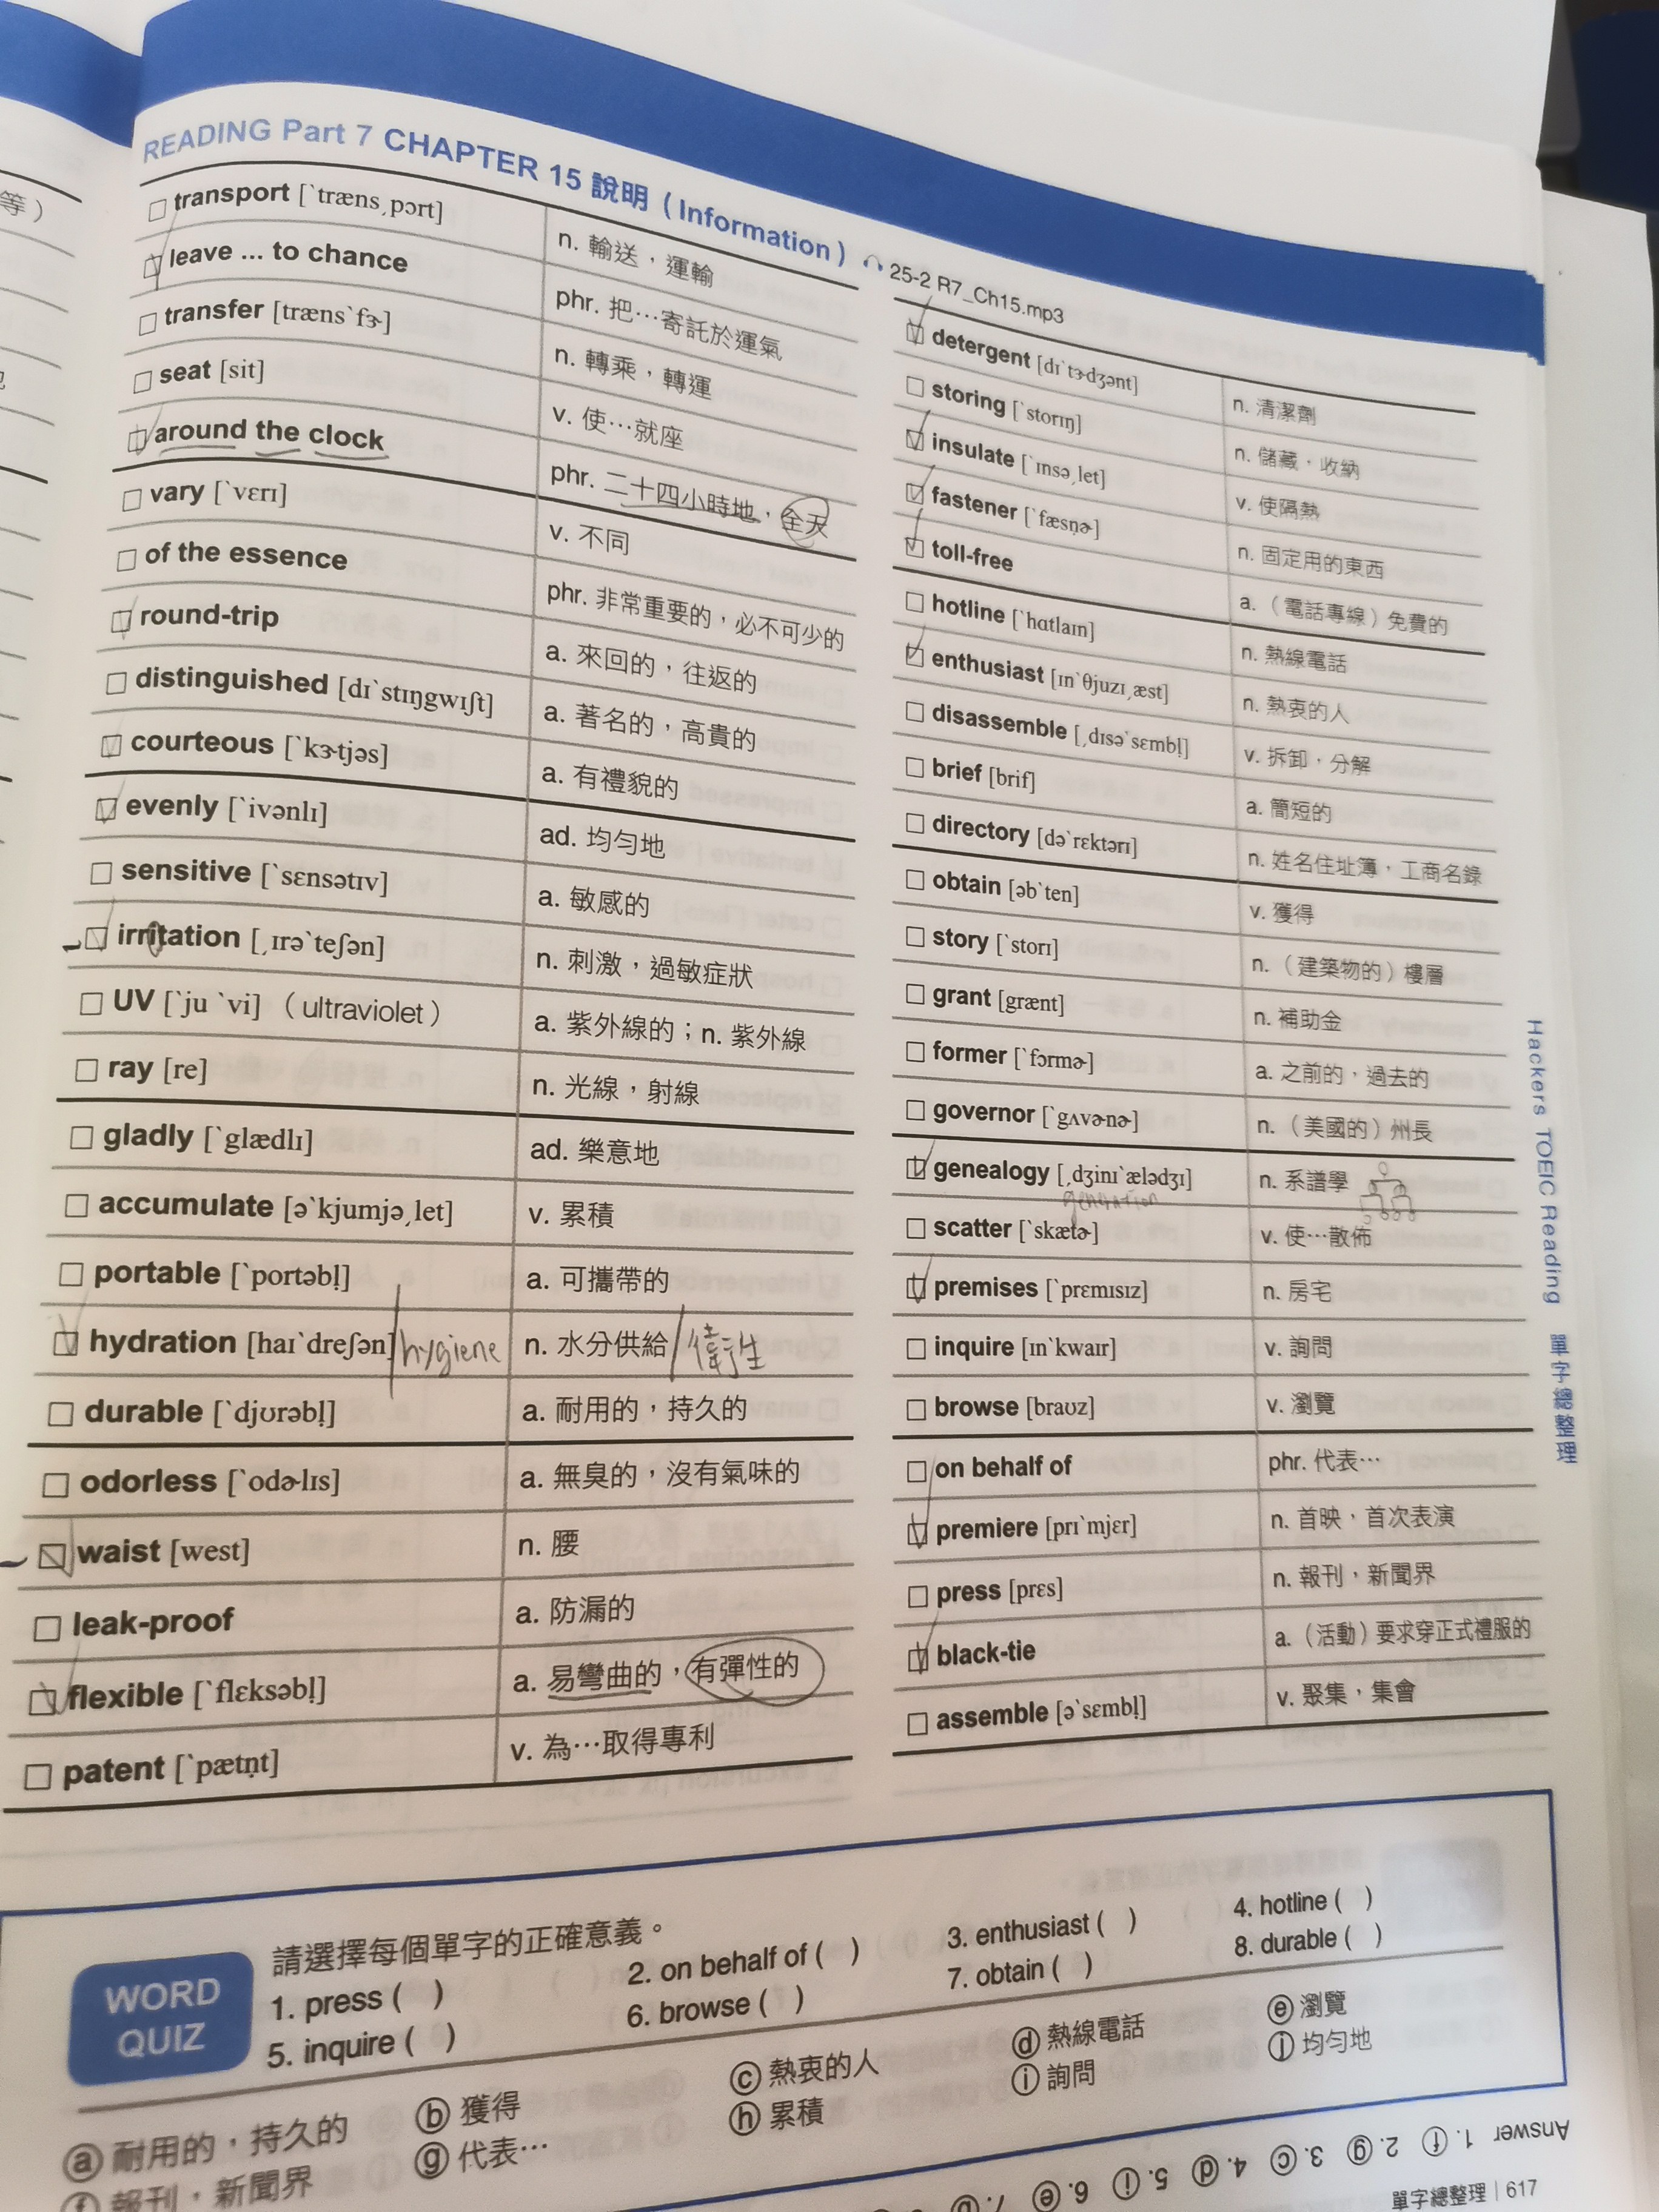 等）
READING Part 7 CHAPTER 15 說明（Information） 25-2 R7_Ch15.mp3
□ transport [ˋtræns͵pɔrt] n. 輸送，運輸
□ leave ... to chance phr. 把…寄託於運氣
□ transfer [trænsˋfɝ] n. 轉乘，轉運
□ seat [sit] v. 使…就座
□ around the clock phr. 二十四小時地，全天
□ vary [ˋvɛrɪ] v. 不同
□ of the essence phr. 非常重要的，必不可少的
□ round-trip a. 來回的，往返的
□ distinguished [dɪˋstɪŋgwɪʃt] a. 著名的，高貴的
□ courteous [ˋkɝtjəs] a. 有禮貌的
□ evenly [ˋivənlɪ] ad. 均勻地
□ sensitive [ˋsɛnsətɪv] a. 敏感的
□ irritation [͵ɪrəˋteʃən] n. 刺激，過敏症狀
□ UV [ˋju ˋvi]（ultraviolet） a. 紫外線的；n. 紫外線
□ ray [re] n. 光線，射線
□ gladly [ˋglædlɪ] ad. 樂意地
□ accumulate [əˋkjumjə͵let] v. 累積
□ portable [ˋportəbḷ] a. 可攜帶的
□ hydration [haɪˋdreʃən] / hygiene n. 水分供給 / 衛生
□ durable [ˋdjʊrəbḷ] a. 耐用的，持久的
□ odorless [ˋodɚlɪs] a. 無臭的，沒有氣味的
□ waist [west] n. 腰
□ leak-proof a. 防漏的
□ flexible [ˋflɛksəbḷ] a. 易彎曲的，有彈性的
□ patent [ˋpætṇt] v. 為…取得專利
□ detergent [dɪˋtɝdʒənt] n. 清潔劑
□ storing [ˋstorɪŋ] n. 儲藏，收納
□ insulate [ˋɪnsə͵let] v. 使隔熱
□ fastener [ˋfæsṇɚ] n. 固定用的東西
□ toll-free a.（電話專線）免費的
□ hotline [ˋhɑtlaɪn] n. 熱線電話
□ enthusiast [ɪnˋθjuzɪ͵æst] n. 熱衷的人
□ disassemble [͵dɪsəˋsɛmbḷ] v. 拆卸，分解
□ brief [brif] a. 簡短的
□ directory [dəˋrɛktərɪ] n. 姓名住址簿，工商名錄
□ obtain [əbˋten] v. 獲得
□ story [ˋstorɪ] n.（建築物的）樓層
□ grant [grænt] n. 補助金
□ former [ˋfɔrmɚ] a. 之前的，過去的
□ governor [ˋgʌvɚnɚ] n.（美國的）州長
□ genealogy [͵dʒinɪˋælədʒɪ] n. 系譜學
generation
□ scatter [ˋskætɚ] v. 使…散佈
□ premises [ˋprɛmɪsɪz] n. 房宅
□ inquire [ɪnˋkwaɪr] v. 詢問
□ browse [braʊz] v. 瀏覽
□ on behalf of phr. 代表…
□ premiere [prɪˋmjɛr] n. 首映，首次表演
□ press [prɛs] n. 報刊，新聞界
□ black-tie a.（活動）要求穿正式禮服的
□ assemble [əˋsɛmbḷ] v. 聚集，集會
Hackers TOEIC Reading 單字總整理
WORD QUIZ
請選擇每個單字的正確意義。
1. press ( ) 2. on behalf of ( ) 3. enthusiast ( ) 4. hotline ( )
5. inquire ( ) 6. browse ( ) 7. obtain ( ) 8. durable ( )
ⓐ 耐用的，持久的 ⓑ 獲得 ⓒ 熱衷的人 ⓓ 熱線電話 ⓔ 瀏覽
ⓕ 報刊，新聞界 ⓖ 代表… ⓗ 累積 ⓘ 詢問 ⓙ 均勻地
Answer 1. ⓕ 2. ⓖ 3. ⓒ 4. ⓓ 5. ⓘ 6. ⓔ 7. ⓑ
單字總整理｜617